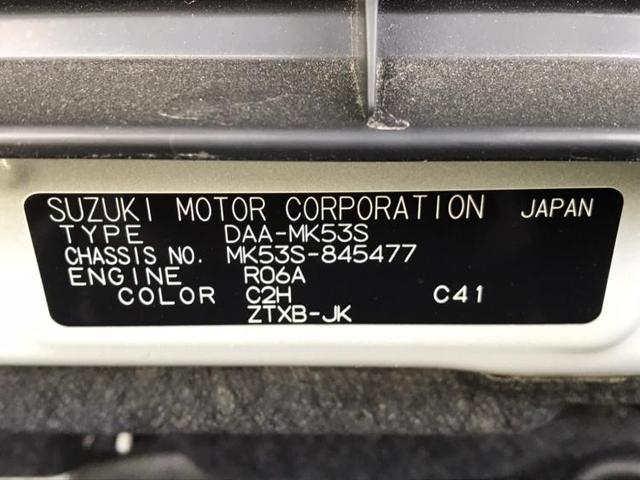 SUZUKI MOTOR CORPORATION JAPAN
TYPE DAA-MK53S
CHASSIS NO. MK53S-845477
ENGINE R06A
COLOR C2H C41
ZTXB-JK